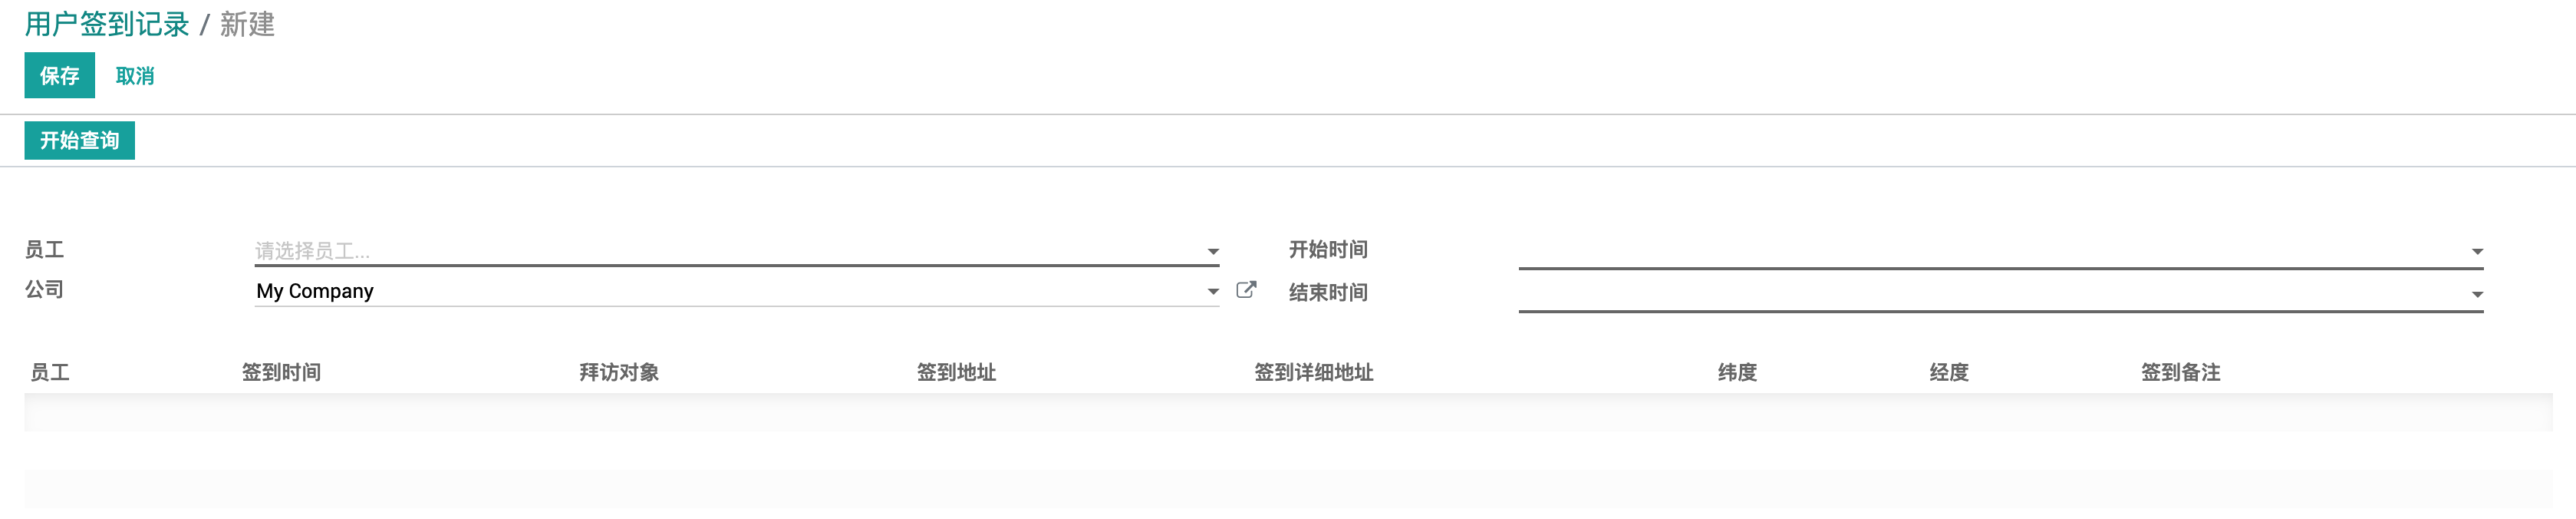 用户签到记录 / 新建
保存 取消
开始查询
员工 请选择员工... 开始时间
公司 My Company 结束时间
员工 签到时间 拜访对象 签到地址 签到详细地址 纬度 经度 签到备注